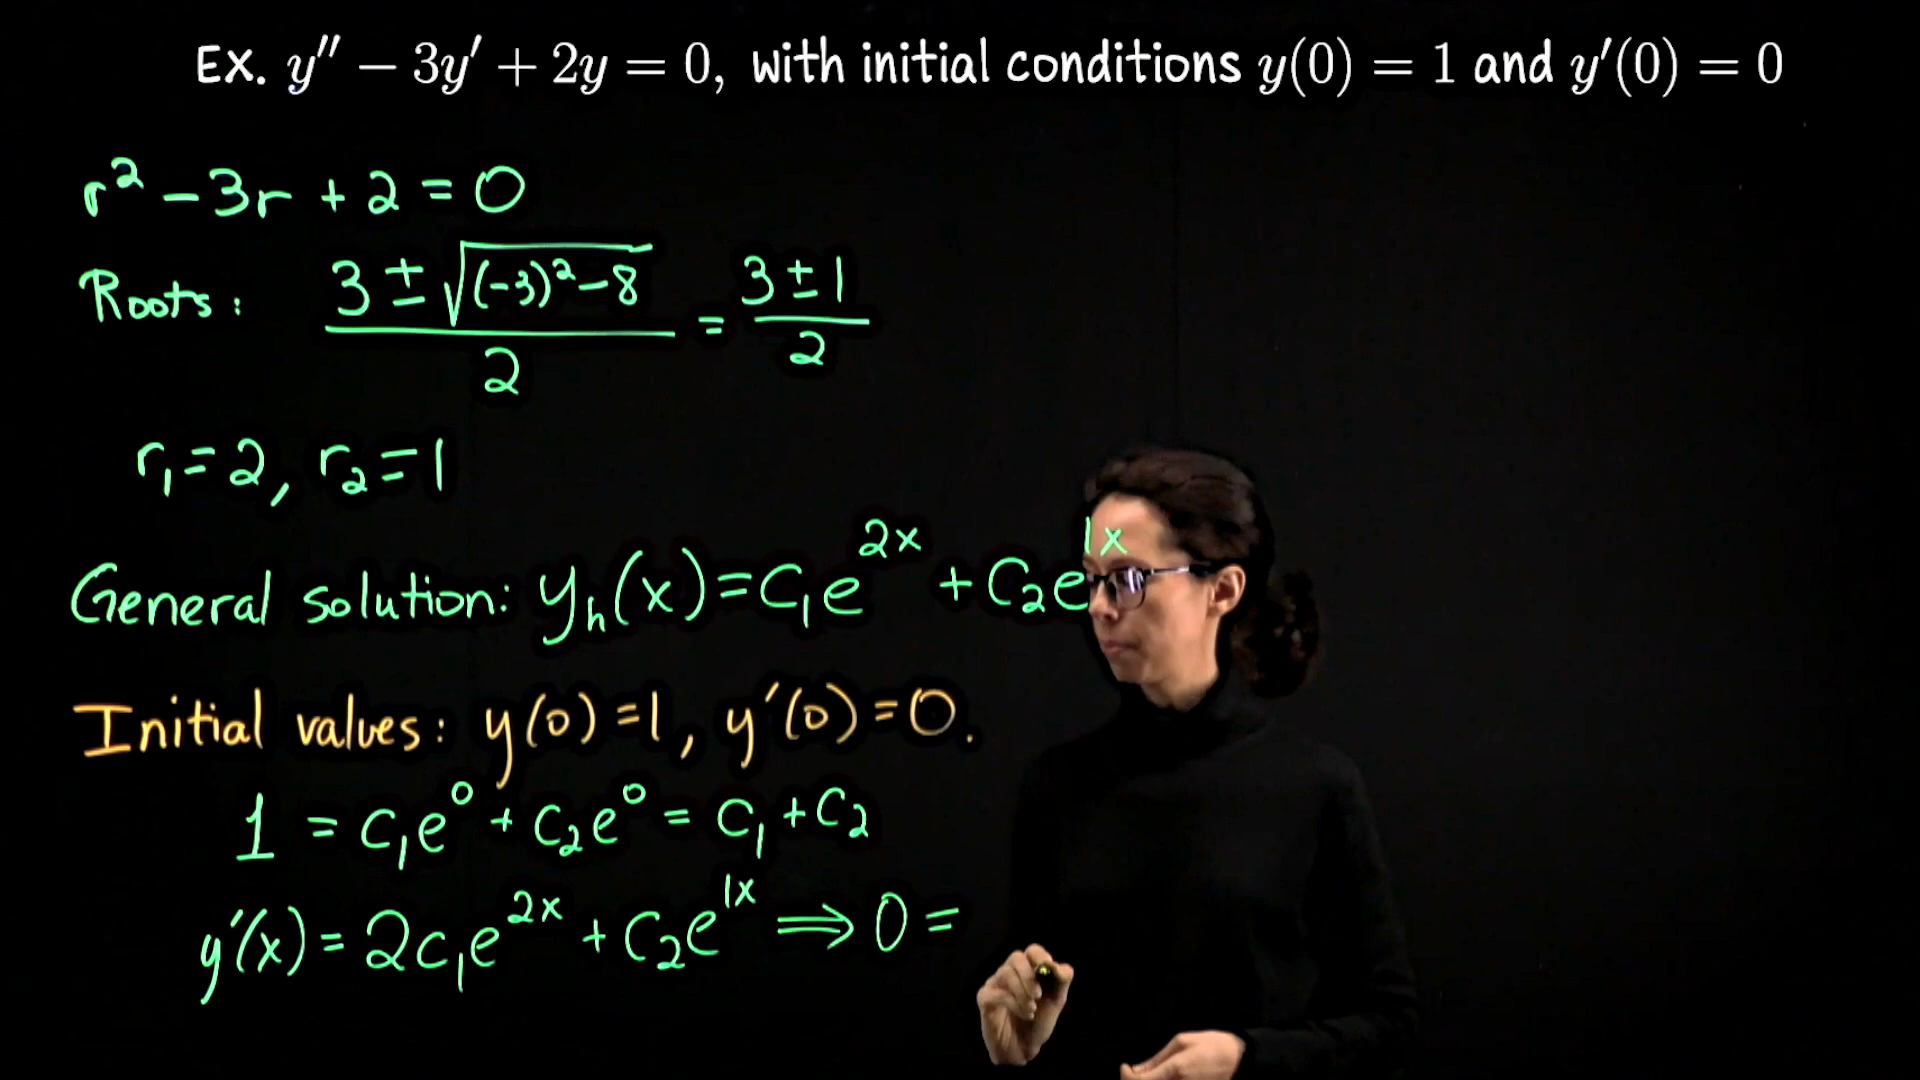 Ex. y'' − 3y' + 2y = 0, with initial conditions y(0) = 1 and y'(0) = 0
r² − 3r + 2 = 0
Roots: (3 ± √((-3)² − 8))/2 = (3 ± 1)/2
r₁ = 2, r₂ = 1
General solution: yₕ(x) = c₁e^{2x} + c₂e^{1x}
Initial values: y(0) = 1, y'(0) = 0.
1 = c₁e⁰ + c₂e⁰ = c₁ + c₂
y'(x) = 2c₁e^{2x} + c₂e^{1x} ⟹ 0 =